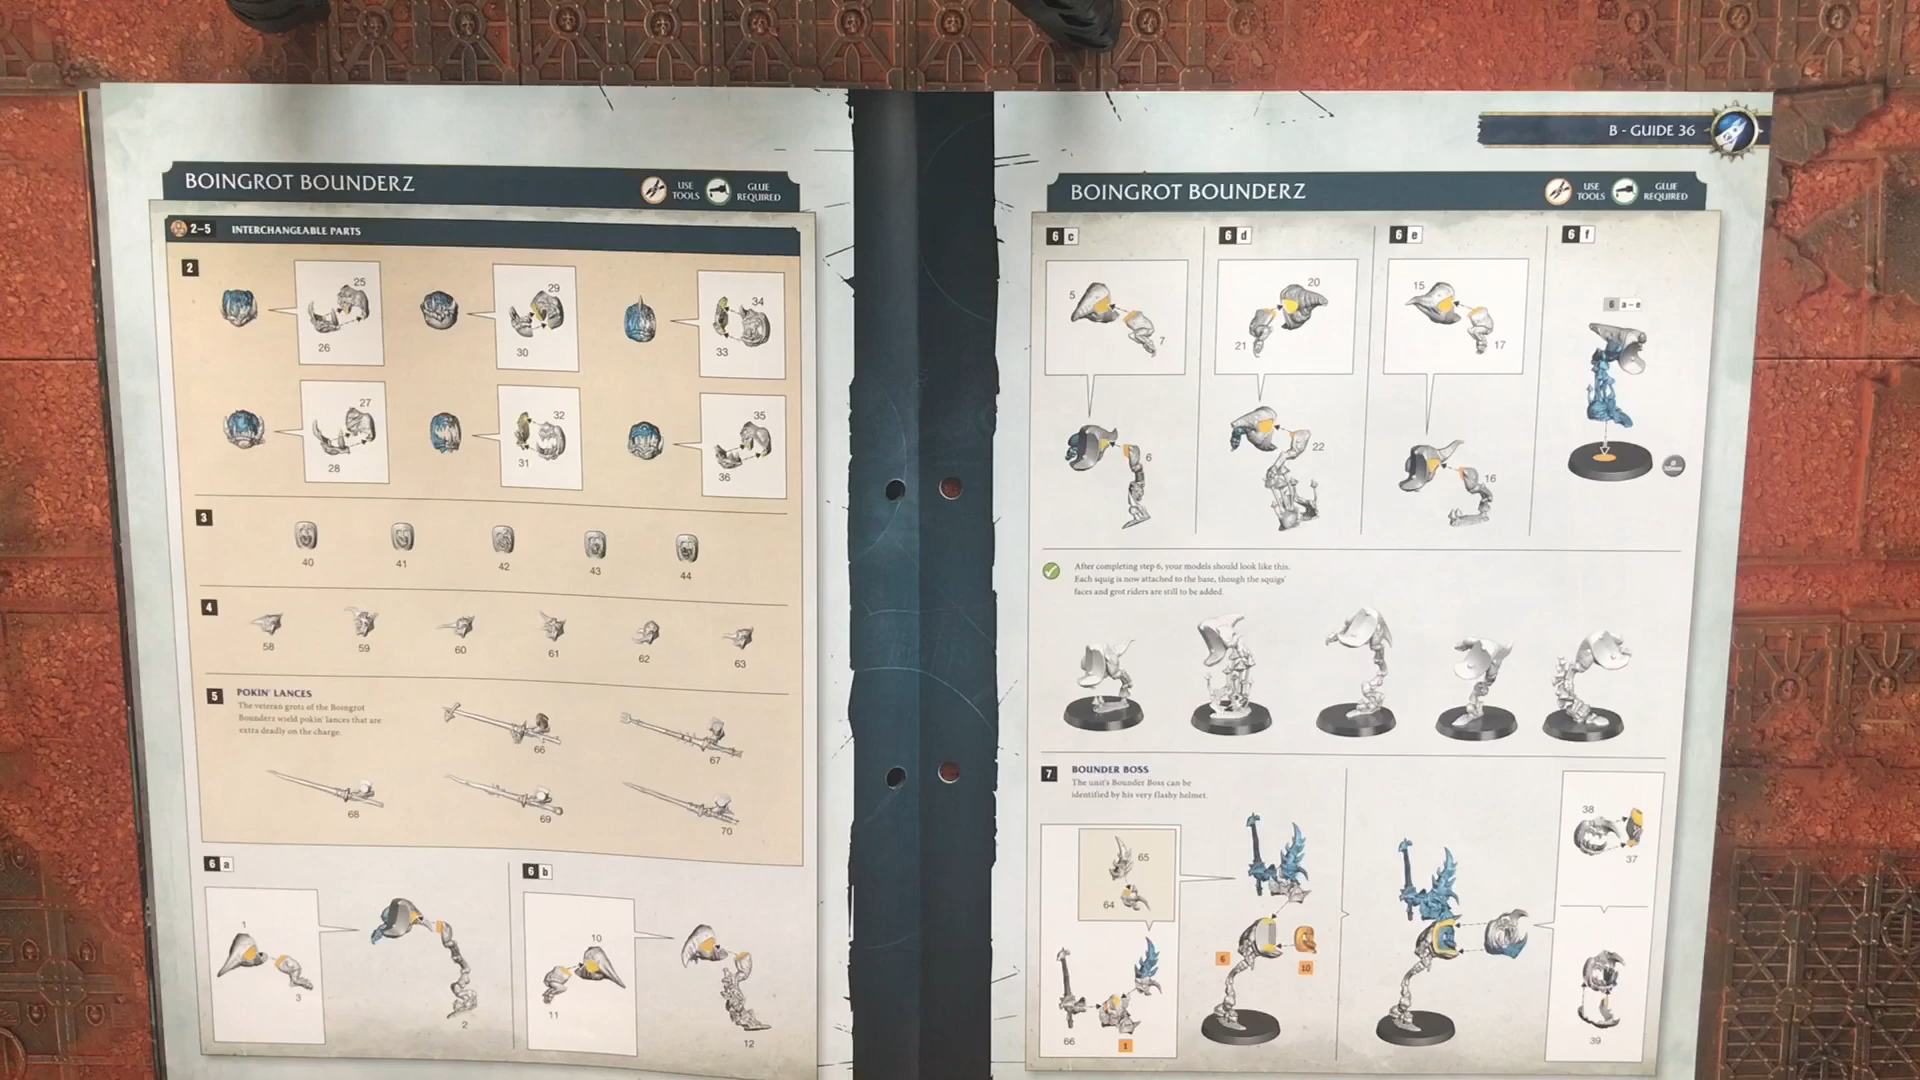 B - GUIDE 36
BOINGROT BOUNDERZ
USE TOOLS
GLUE REQUIRED
2-5 INTERCHANGEABLE PARTS
2
25
26
29
30
34
33
27
28
32
31
35
36
3
40
41
42
43
44
4
58
59
60
61
62
63
5
POKIN' LANCES
The veteran grots of the Boingrot
Bounders wield pokin' lances that are
extra deadly on the charge.
66
67
68
69
70
6 a
1
3
2
6 b
10
11
12
BOINGROT BOUNDERZ
USE TOOLS
GLUE REQUIRED
6 c
5
7
6
6 d
20
21
22
6 e
15
17
16
6 f
6 a-e
After completing step 6, your models should look like this.
Each squig is now attached to the base, though the squigs'
faces and grot riders are still to be added.
7
BOUNDER BOSS
The unit's Bounder Boss can be
identified by his very flashy helmet.
65
64
66
1
6
10
38
37
39